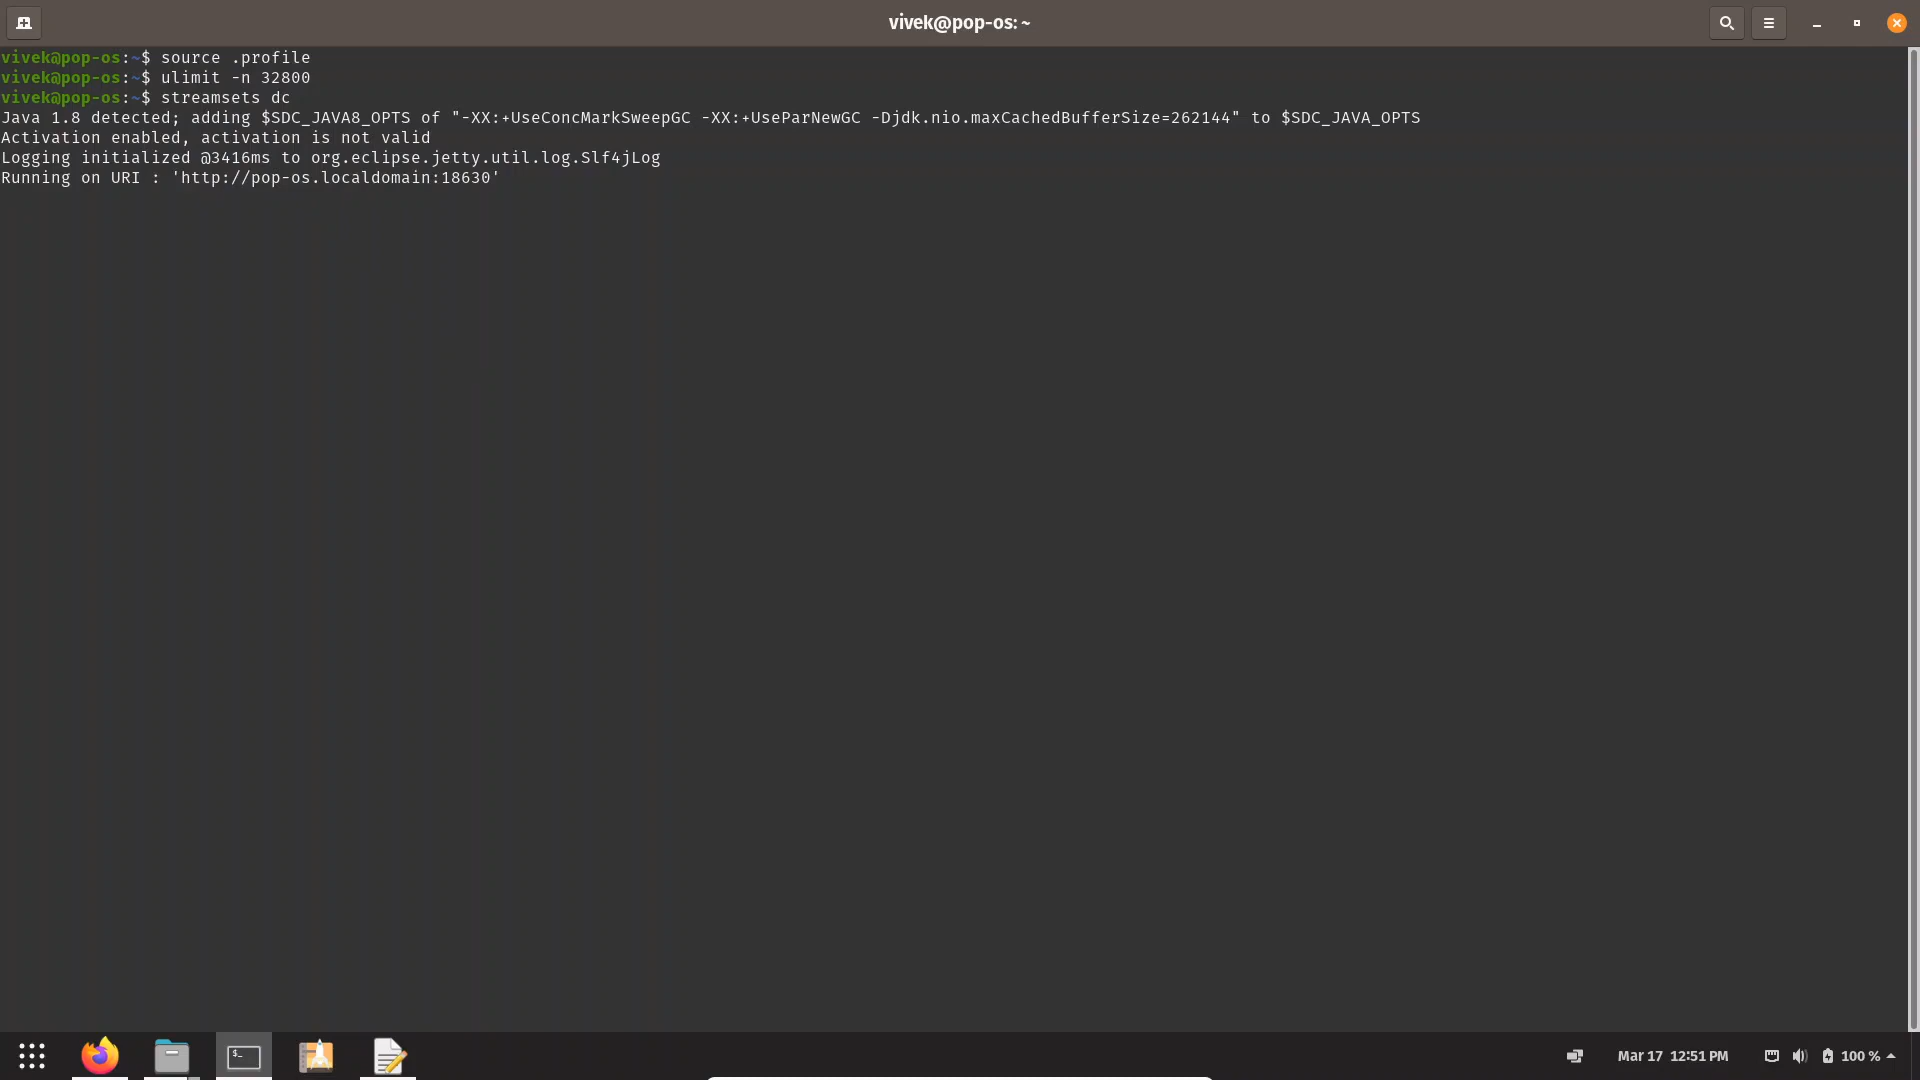 vivek@pop-os: ~
vivek@pop-os:~$ source .profile
vivek@pop-os:~$ ulimit -n 32800
vivek@pop-os:~$ streamsets dc
Java 1.8 detected; adding $SDC_JAVA8_OPTS of "-XX:+UseConcMarkSweepGC -XX:+UseParNewGC -Djdk.nio.maxCachedBufferSize=262144" to $SDC_JAVA_OPTS
Activation enabled, activation is not valid
Logging initialized @3416ms to org.eclipse.jetty.util.log.Slf4jLog
Running on URI : 'http://pop-os.localdomain:18630'
$-
Mar 17 12:51 PM 100 %